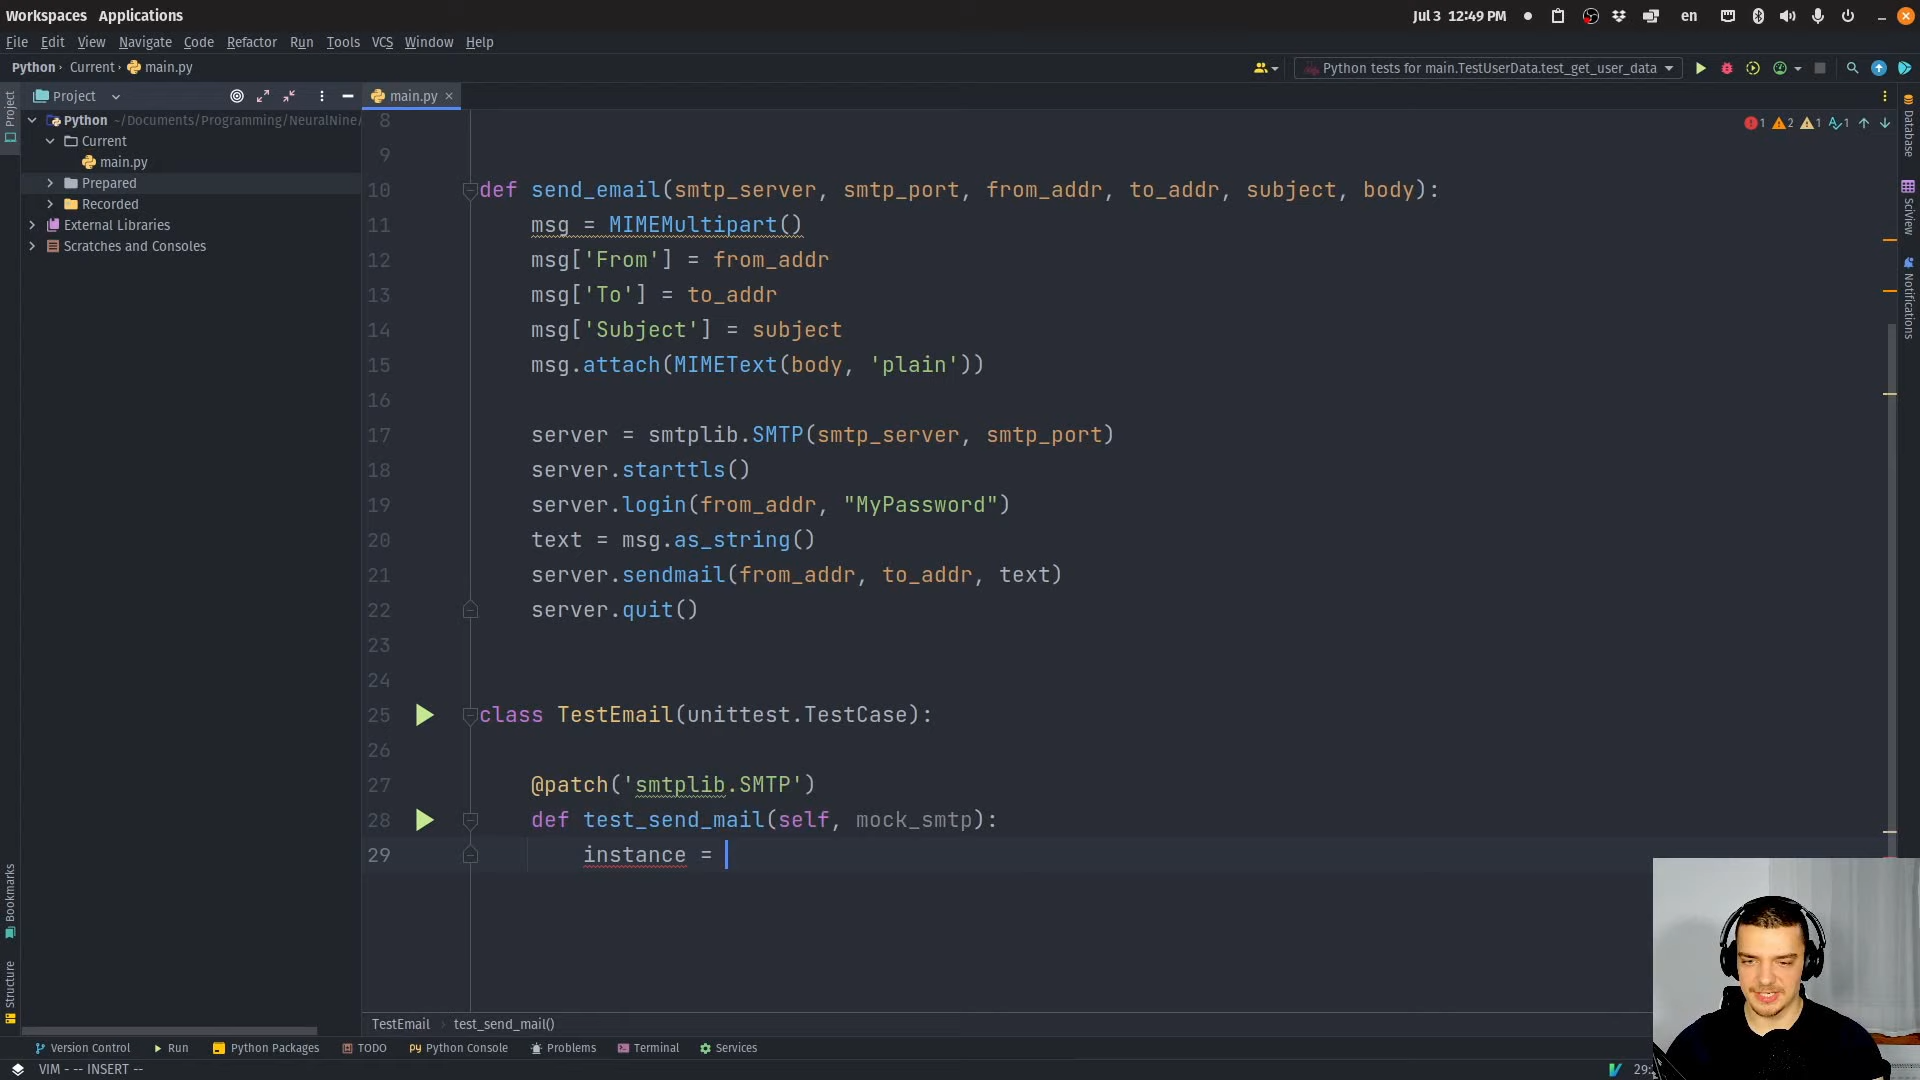 Workspaces Applications
Jul 3 12:49 PM
en
File Edit View Navigate Code Refactor Run Tools VCS Window Help
Python Current main.py
Python tests for main.TestUserData.test_get_user_data
Project
main.py
1 2 1 1
Python ~/Documents/Programming/NeuralNine/
Current
main.py
Prepared
Recorded
External Libraries
Scratches and Consoles
Project
Bookmarks
Structure
Database
SciView
Notifications
8
9
10 def send_email(smtp_server, smtp_port, from_addr, to_addr, subject, body):
11 msg = MIMEMultipart()
12 msg['From'] = from_addr
13 msg['To'] = to_addr
14 msg['Subject'] = subject
15 msg.attach(MIMEText(body, 'plain'))
16
17 server = smtplib.SMTP(smtp_server, smtp_port)
18 server.starttls()
19 server.login(from_addr, "MyPassword")
20 text = msg.as_string()
21 server.sendmail(from_addr, to_addr, text)
22 server.quit()
23
24
25 class TestEmail(unittest.TestCase):
26
27 @patch('smtplib.SMTP')
28 def test_send_mail(self, mock_smtp):
29 instance =
TestEmail test_send_mail()
Version Control Run Python Packages TODO Python Console Problems Terminal Services
VIM - -- INSERT --